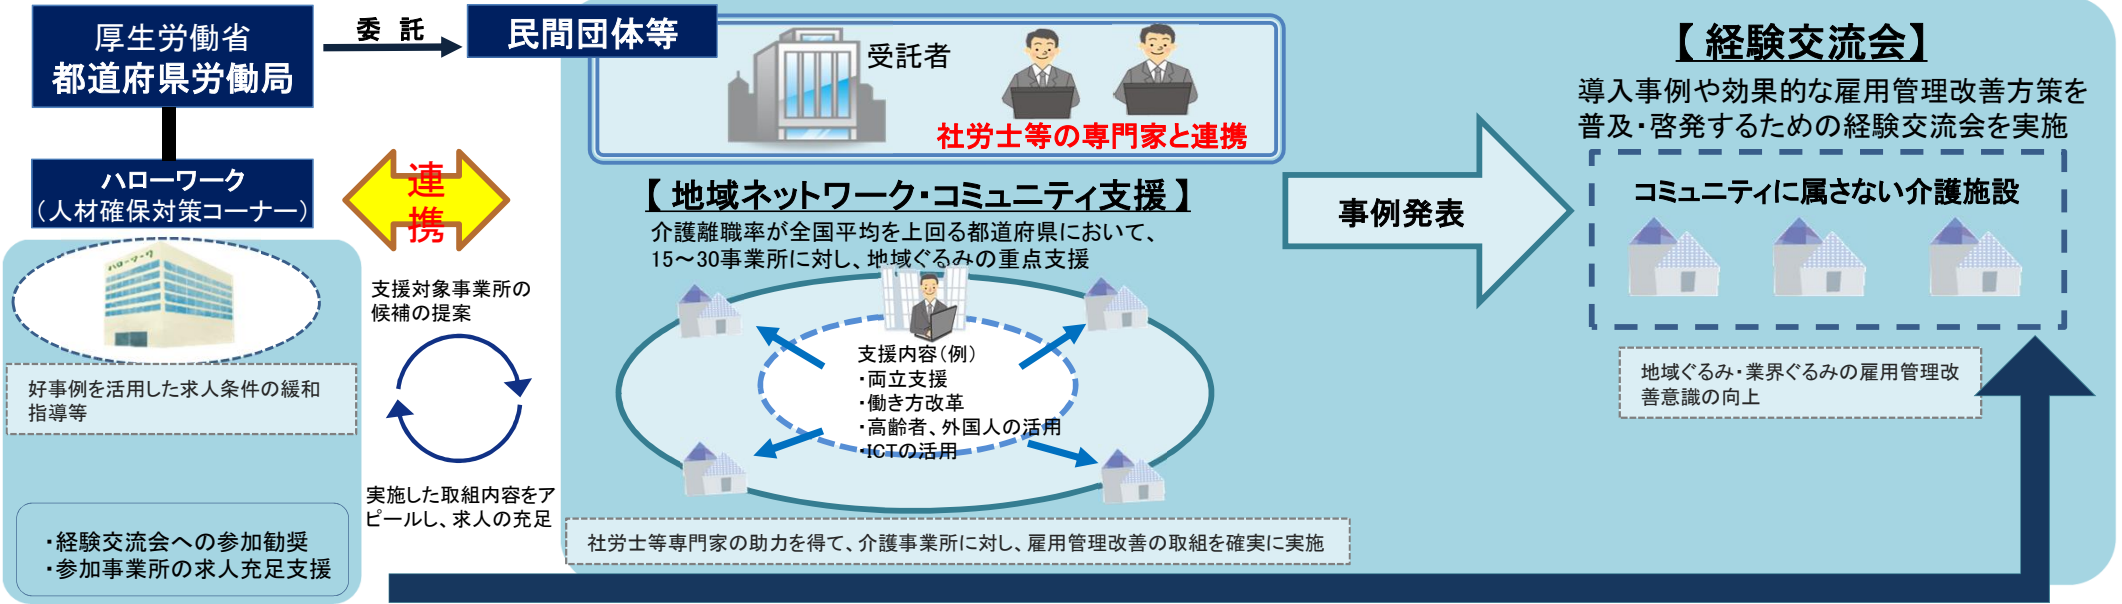 厚生労働省
都道府県労働局
委 託
民間団体等
受託者
社労士等の専門家と連携
ハローワーク
（人材確保対策コーナー）
連
携
ハローワーク
好事例を活用した求人条件の緩和
指導等
・経験交流会への参加勧奨
・参加事業所の求人充足支援
支援対象事業所の
候補の提案
実施した取組内容をア
ピールし、求人の充足
【 地域ネットワーク・コミュニティ支援 】
介護離職率が全国平均を上回る都道府県において、
15～30事業所に対し、地域ぐるみの重点支援
支援内容（例）
・両立支援
・働き方改革
・高齢者、外国人の活用
・ICTの活用
社労士等専門家の助力を得て、介護事業所に対し、雇用管理改善の取組を確実に実施
事例発表
【 経験交流会】
導入事例や効果的な雇用管理改善方策を
普及・啓発するための経験交流会を実施
コミュニティに属さない介護施設
地域ぐるみ・業界ぐるみの雇用管理改
善意識の向上